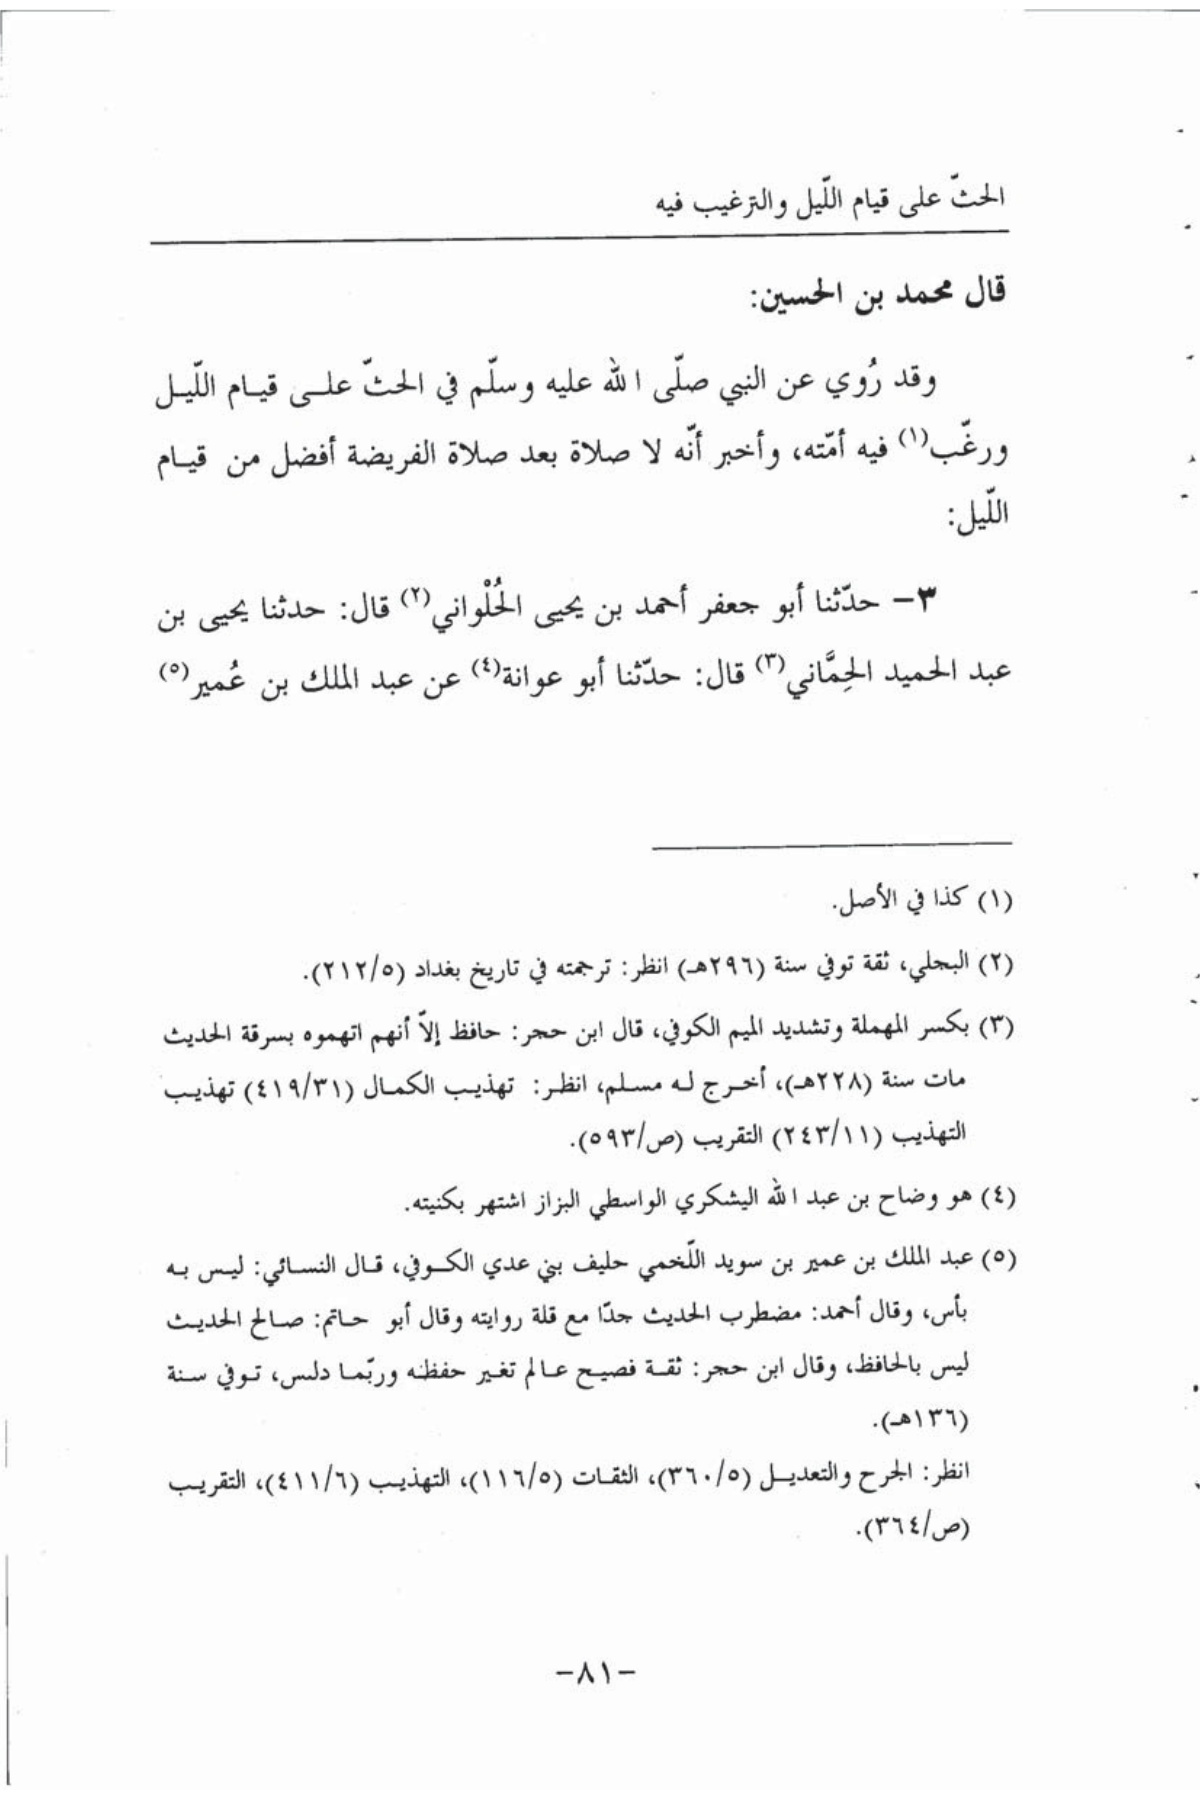 الحثّ على قيام اللّيل والترغيب فيه
قال محمد بن الحسين:
وقد رُوي عن النبي صلّى الله عليه وسلّم في الحثّ على قيام اللّيل
ورغّب(١) فيه أمّته، وأخبر أنّه لا صلاة بعد صلاة الفريضة أفضل من قيام
اللّيل:
٣- حدّثنا أبو جعفر أحمد بن يحيى الحُلْواني(٢) قال: حدثنا يحيى بن
عبد الحميد الحِمَّاني(٣) قال: حدّثنا أبو عوانة(٤) عن عبد الملك بن عُمير(٥)
(١) كذا في الأصل.
(٢) البجلي، ثقة توفي سنة (٢٩٦هـ) انظر: ترجمته في تاريخ بغداد (٢١٢/٥).
(٣) بكسر المهملة وتشديد الميم الكوفي، قال ابن حجر: حافظ إلاّ أنهم اتهموه بسرقة الحديث
مات سنة (٢٢٨هـ)، أخرج له مسلم، انظر: تهذيب الكمال (٤١٩/٣١) تهذيب
التهذيب (٢٤٣/١١) التقريب (ص/٥٩٣).
(٤) هو وضاح بن عبد الله اليشكري الواسطي البزاز اشتهر بكنيته.
(٥) عبد الملك بن عمير بن سويد اللّخمي حليف بني عدي الكوفي، قال النسائي: ليس به
بأس، وقال أحمد: مضطرب الحديث جدّا مع قلة روايته وقال أبو حاتم: صالح الحديث
ليس بالحافظ، وقال ابن حجر: ثقة فصيح عالم تغير حفظه وربّما دلس، توفي سنة
(١٣٦هـ).
انظر: الجرح والتعديل (٣٦٠/٥)، الثقات (١١٦/٥)، التهذيب (٤١١/٦)، التقريب
(ص/٣٦٤).
-٨١-